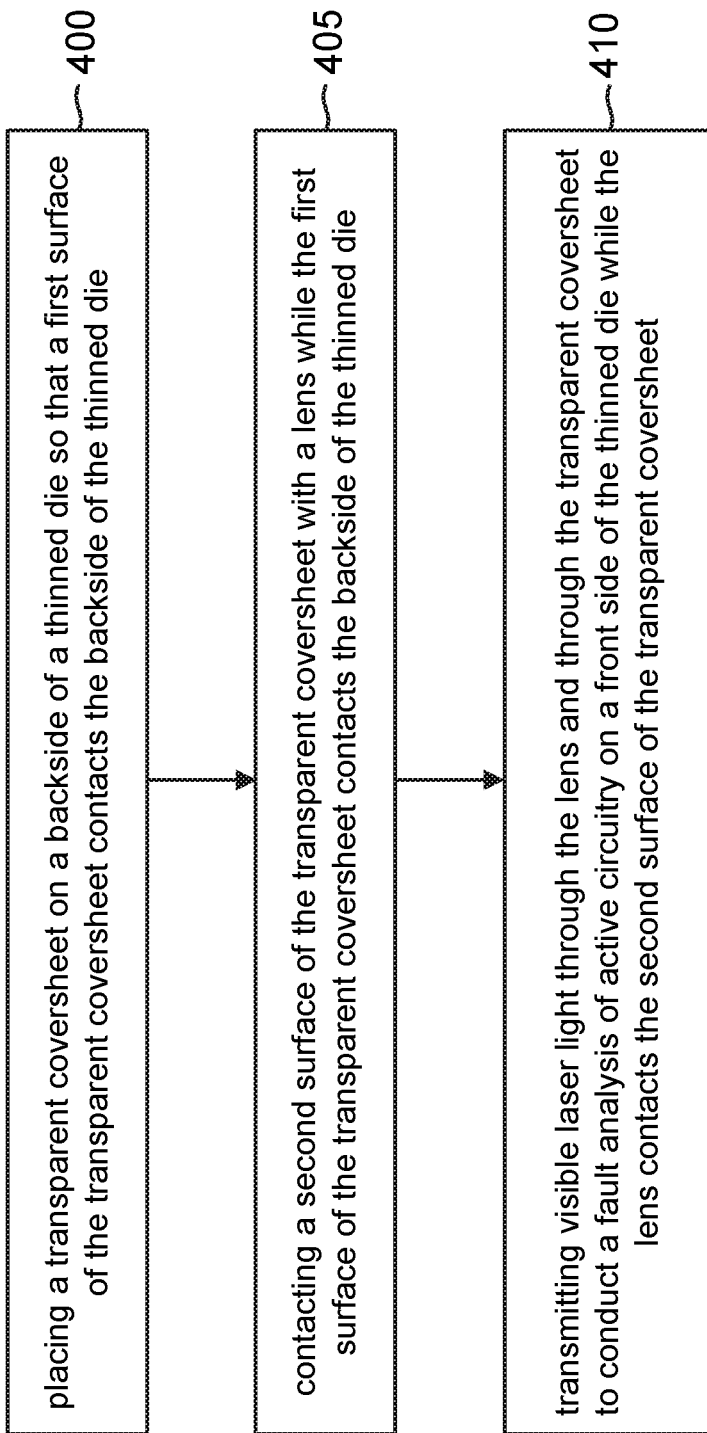 placing a transparent coversheet on a backside of a thinned die so that a first surface
of the transparent coversheet contacts the backside of the thinned die
400
contacting a second surface of the transparent coversheet with a lens while the first
surface of the transparent coversheet contacts the backside of the thinned die
405
transmitting visible laser light through the lens and through the transparent coversheet
to conduct a fault analysis of active circuitry on a front side of the thinned die while the
lens contacts the second surface of the transparent coversheet
410